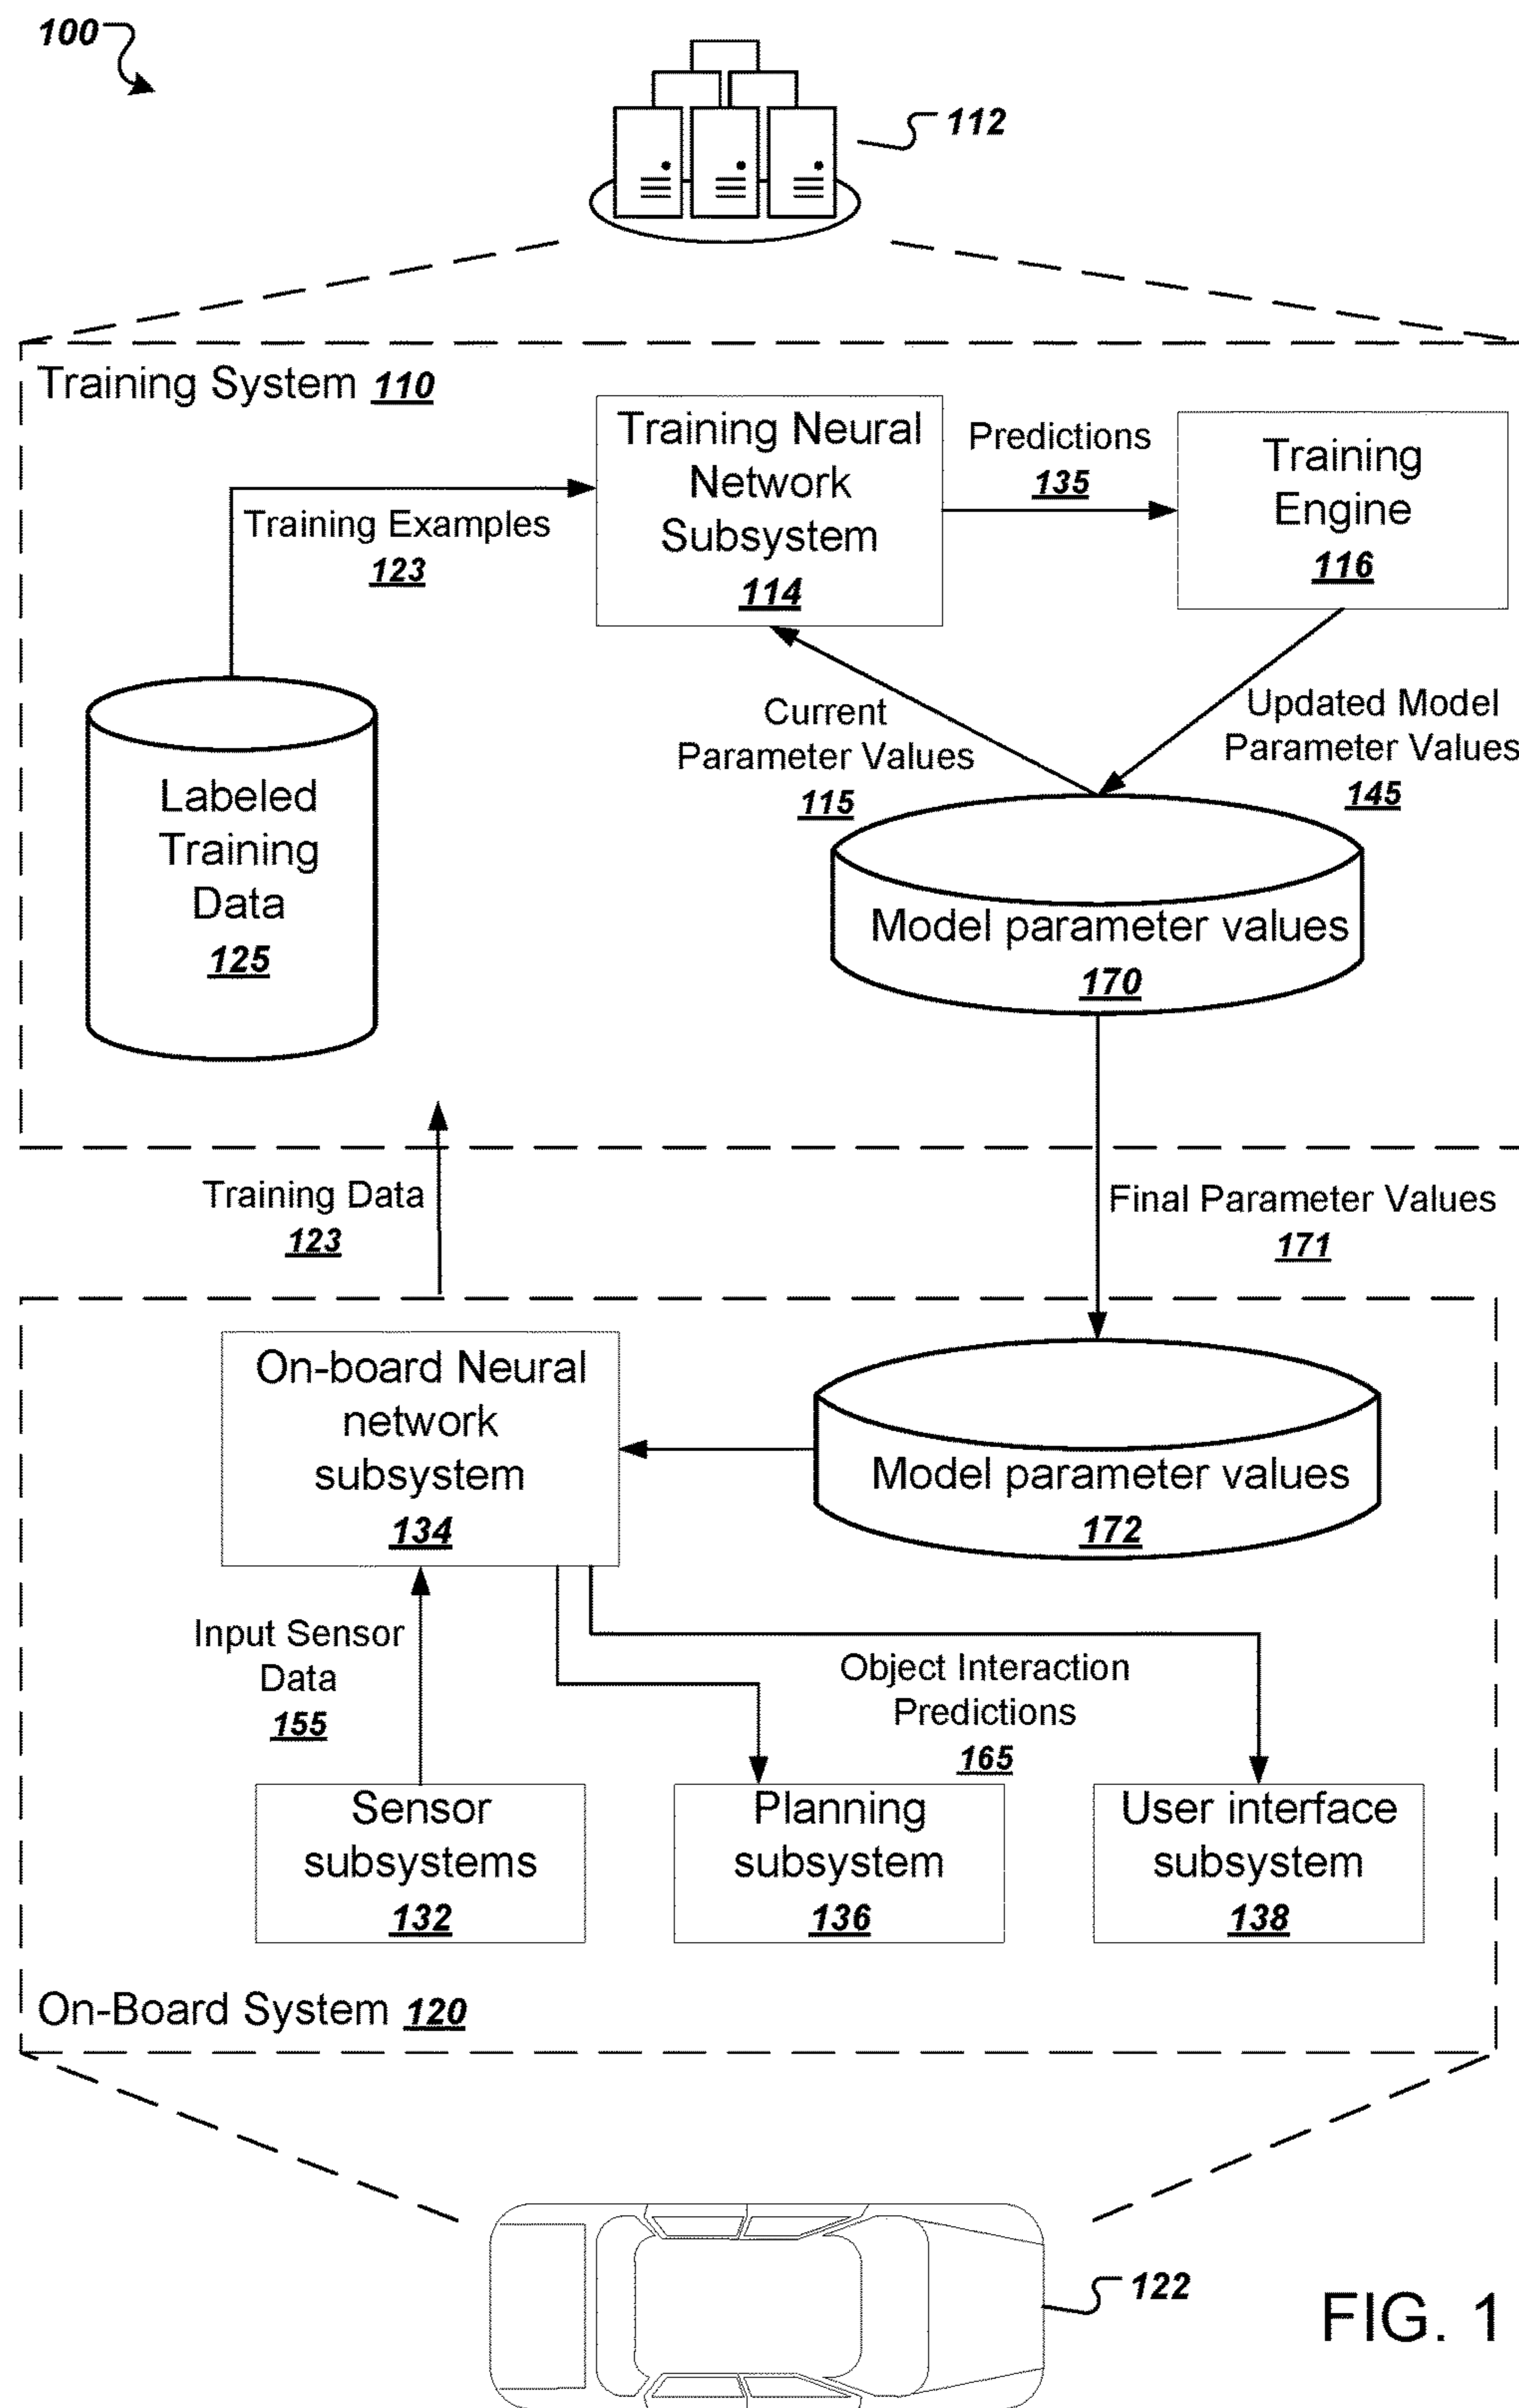 100
112
Training System 110
Training Neural
Network
Subsystem
114
Predictions
135
Training
Engine
116
Training Examples
123
Labeled
Training
Data
125
Current
Parameter Values
115
Updated Model
Parameter Values
145
Model parameter values
170
Training Data
123
Final Parameter Values
171
On-board Neural
network
subsystem
134
Model parameter values
172
Input Sensor
Data
155
Object Interaction
Predictions
165
Sensor
subsystems
132
Planning
subsystem
136
User interface
subsystem
138
On-Board System 120
122
FIG. 1